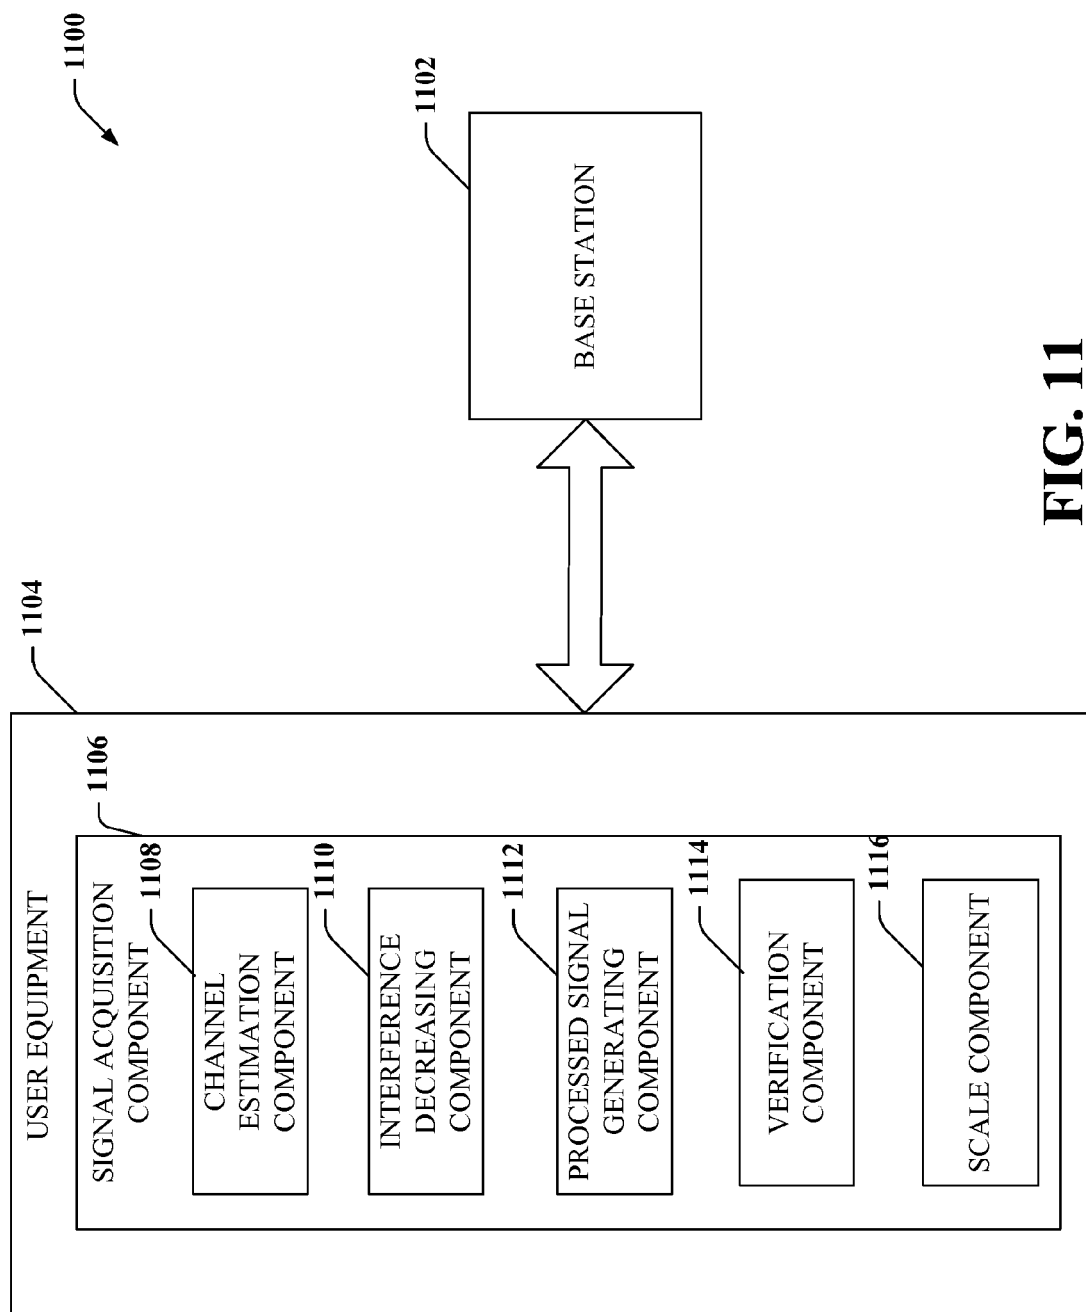 1100
1102
BASE STATION
1104
USER EQUIPMENT
1106
SIGNAL ACQUISITION
COMPONENT
1108
CHANNEL
ESTIMATION
COMPONENT
1110
INTERFERENCE
DECREASING
COMPONENT
1112
PROCESSED SIGNAL
GENERATING
COMPONENT
1114
VERIFICATION
COMPONENT
1116
SCALE COMPONENT
FIG. 11